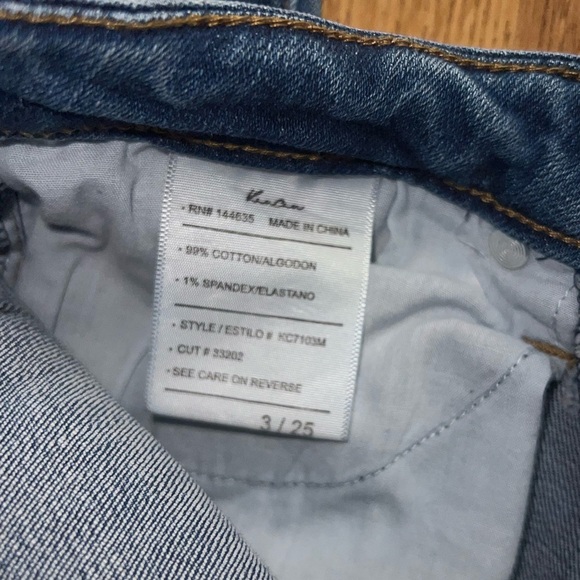 KanCan
• RN# 144635 MADE IN CHINA
• 99% COTTON/ALGODON
• 1% SPANDEX/ELASTANO
• STYLE / ESTILO # KC7103M
• CUT # 33202
• SEE CARE ON REVERSE
3 / 25